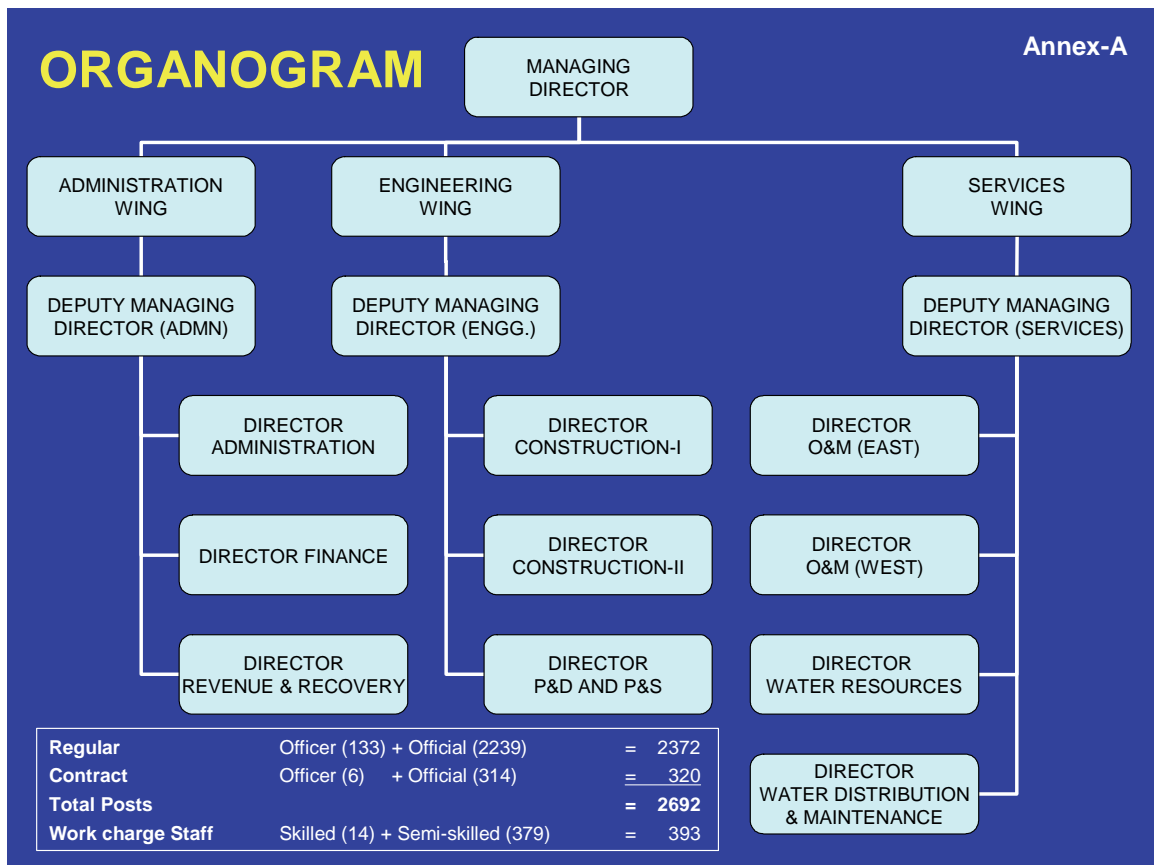 ORGANOGRAM
Annex-A
MANAGING
DIRECTOR
ADMINISTRATION
WING
ENGINEERING
WING
SERVICES
WING
DEPUTY MANAGING
DIRECTOR (ADMN)
DEPUTY MANAGING
DIRECTOR (ENGG.)
DEPUTY MANAGING
DIRECTOR (SERVICES)
DIRECTOR
ADMINISTRATION
DIRECTOR
CONSTRUCTION-I
DIRECTOR
O&M (EAST)
DIRECTOR FINANCE
DIRECTOR
CONSTRUCTION-II
DIRECTOR
O&M (WEST)
DIRECTOR
REVENUE & RECOVERY
DIRECTOR
P&D AND P&S
DIRECTOR
WATER RESOURCES
DIRECTOR
WATER DISTRIBUTION
& MAINTENANCE
Regular Officer (133) + Official (2239) = 2372
Contract Officer (6) + Official (314) = 320
Total Posts = 2692
Work charge Staff Skilled (14) + Semi-skilled (379) = 393